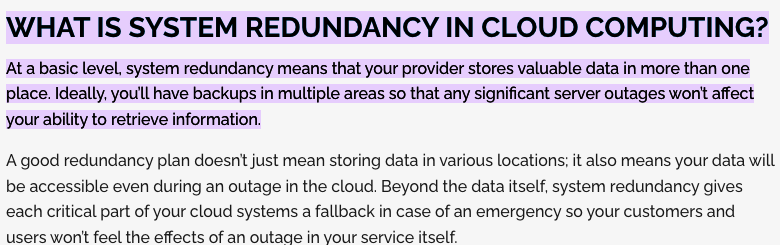 WHAT IS SYSTEM REDUNDANCY IN CLOUD COMPUTING?
At a basic level, system redundancy means that your provider stores valuable data in more than one
place. Ideally, you'll have backups in multiple areas so that any significant server outages won't affect
your ability to retrieve information.
A good redundancy plan doesn't just mean storing data in various locations; it also means your data will
be accessible even during an outage in the cloud. Beyond the data itself, system redundancy gives
each critical part of your cloud systems a fallback in case of an emergency so your customers and
users won't feel the effects of an outage in your service itself.